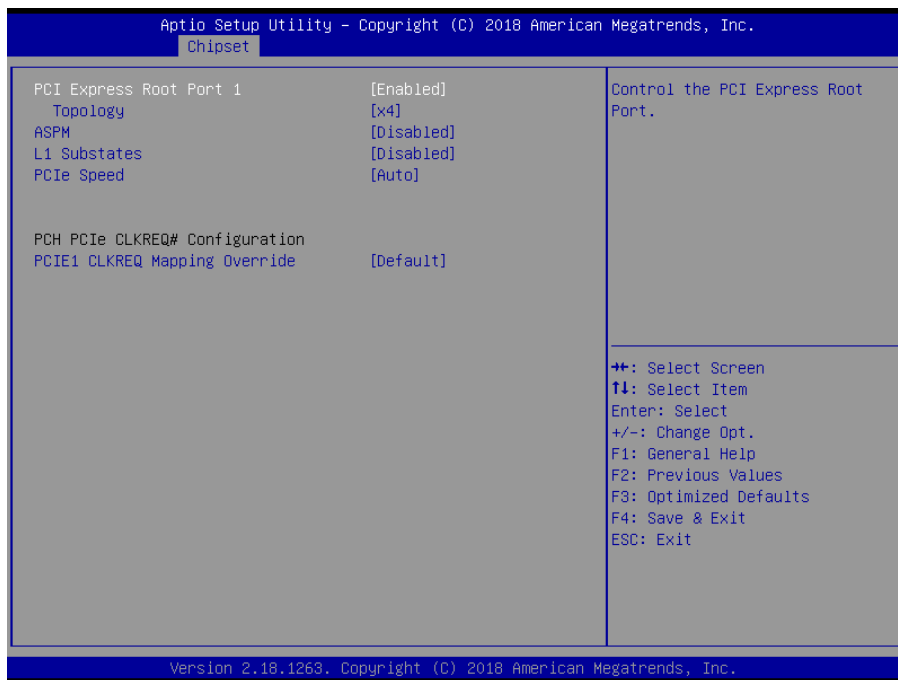 Aptio Setup Utility – Copyright (C) 2018 American Megatrends, Inc.
Chipset
PCI Express Root Port 1 [Enabled]
Topology [x4]
ASPM [Disabled]
L1 Substates [Disabled]
PCIe Speed [Auto]
PCH PCIe CLKREQ# Configuration
PCIE1 CLKREQ Mapping Override [Default]
Control the PCI Express Root
Port.
→←: Select Screen
↑↓: Select Item
Enter: Select
+/-: Change Opt.
F1: General Help
F2: Previous Values
F3: Optimized Defaults
F4: Save & Exit
ESC: Exit
Version 2.18.1263. Copyright (C) 2018 American Megatrends, Inc.